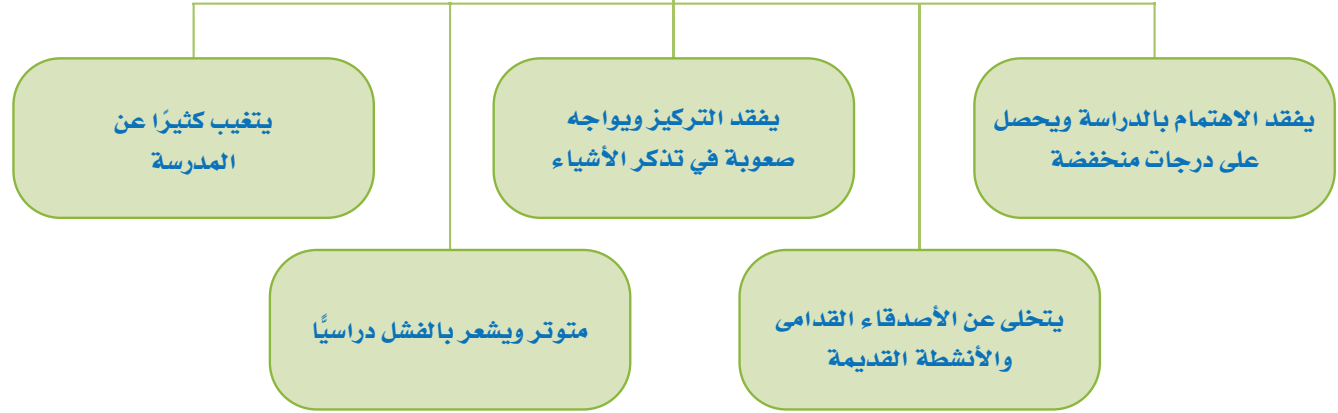 يفقد الاهتمام بالدراسة ويحصل
على درجات منخفضة
يفقد التركيز ويواجه
صعوبة في تذكر الأشياء
يتغيب كثيرًا عن
المدرسة
يتخلى عن الأصدقاء القدامى
والأنشطة القديمة
متوتر ويشعر بالفشل دراسيًّا